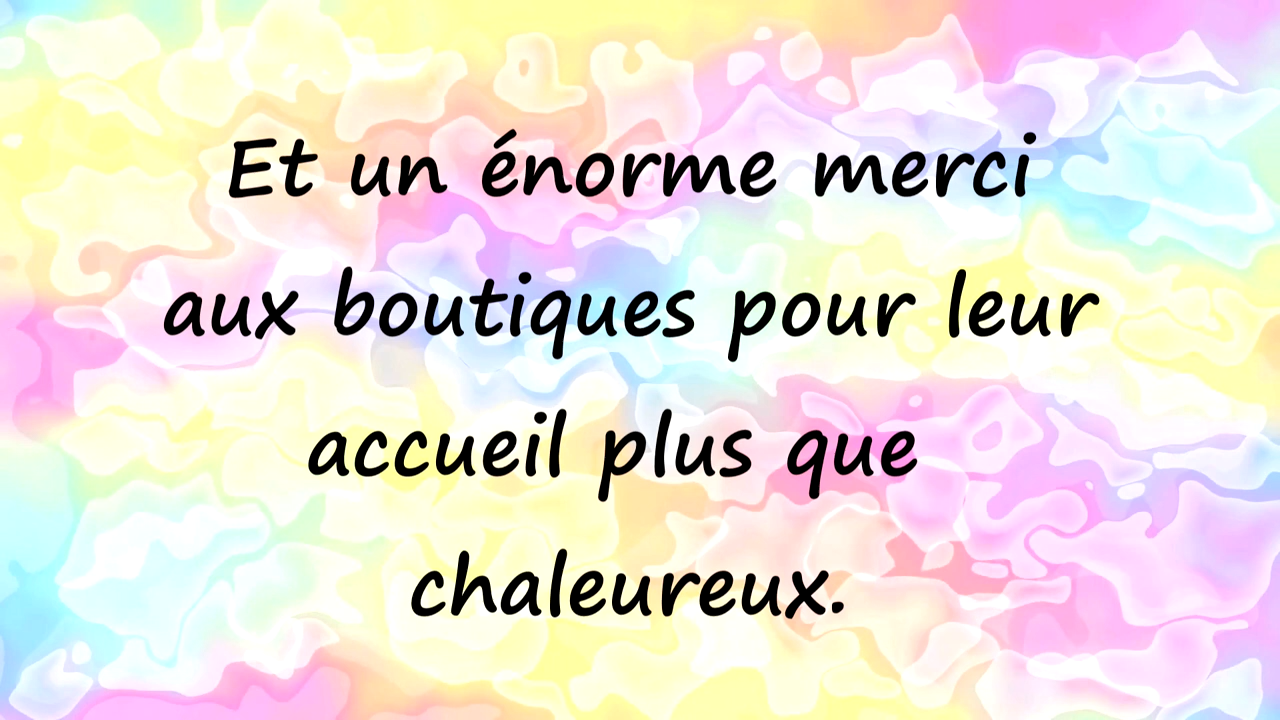 Et un énorme merci
aux boutiques pour leur
accueil plus que
chaleureux.